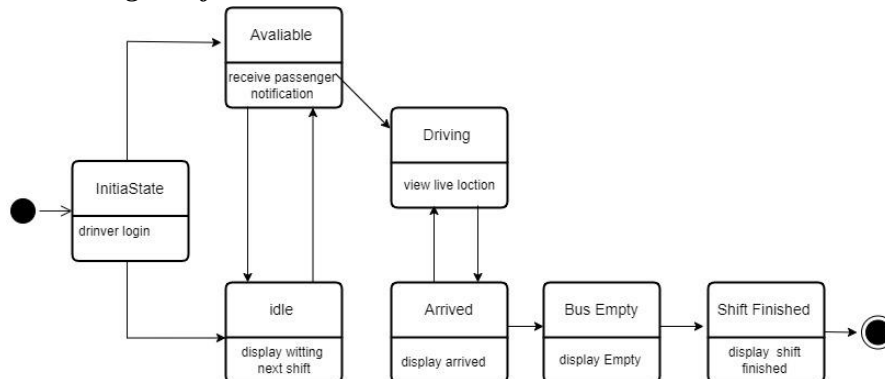 Avaliable
receive passenger
notification
Driving
view live loction
InitiaState
drinver login
idle
display witting
next shift
Arrived
display arrived
Bus Empty
display Empty
Shift Finished
display shift
finished